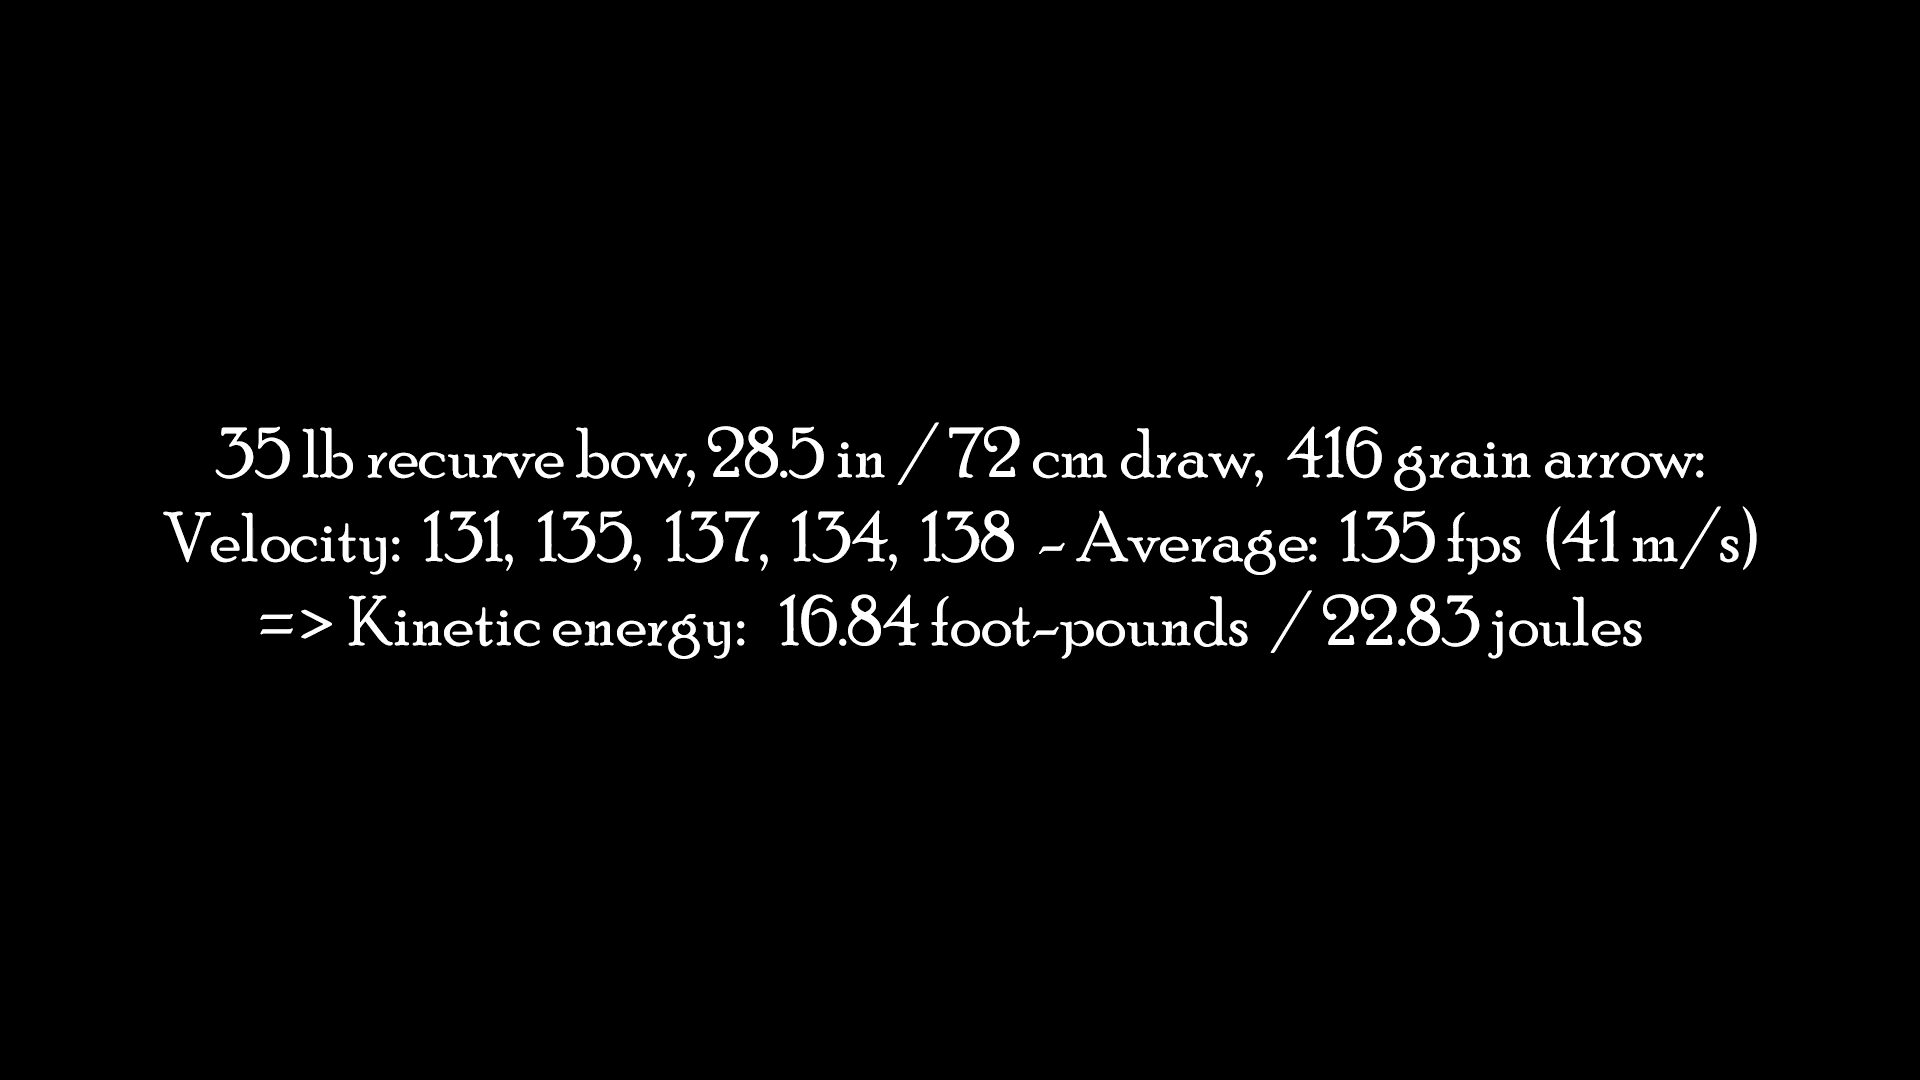 35 lb recurve bow, 28.5 in / 72 cm draw, 416 grain arrow:
Velocity: 131, 135, 137, 134, 138 - Average: 135 fps (41 m/s)
=> Kinetic energy: 16.84 foot-pounds / 22.83 joules